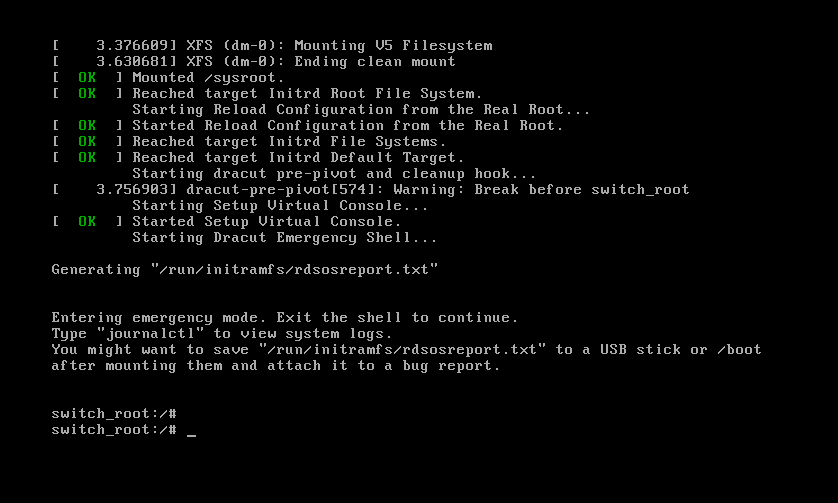 [    3.376609] XFS (dm-0): Mounting V5 Filesystem
[    3.630681] XFS (dm-0): Ending clean mount
[  OK  ] Mounted /sysroot.
[  OK  ] Reached target Initrd Root File System.
         Starting Reload Configuration from the Real Root...
[  OK  ] Started Reload Configuration from the Real Root.
[  OK  ] Reached target Initrd File Systems.
[  OK  ] Reached target Initrd Default Target.
         Starting dracut pre-pivot and cleanup hook...
[    3.756903] dracut-pre-pivot[574]: Warning: Break before switch_root
         Starting Setup Virtual Console...
[  OK  ] Started Setup Virtual Console.
         Starting Dracut Emergency Shell...
Generating "/run/initramfs/rdsosreport.txt"
Entering emergency mode. Exit the shell to continue.
Type "journalctl" to view system logs.
You might want to save "/run/initramfs/rdsosreport.txt" to a USB stick or /boot
after mounting them and attach it to a bug report.
switch_root:/#
switch_root:/# _